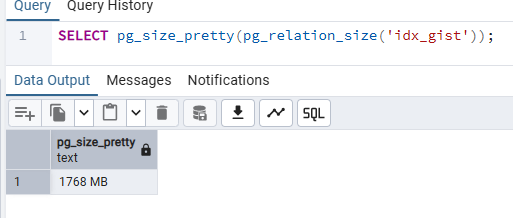 Query Query History
1 SELECT pg_size_pretty(pg_relation_size('idx_gist'));
Data Output Messages Notifications
SQL
pg_size_pretty
text
1 1768 MB